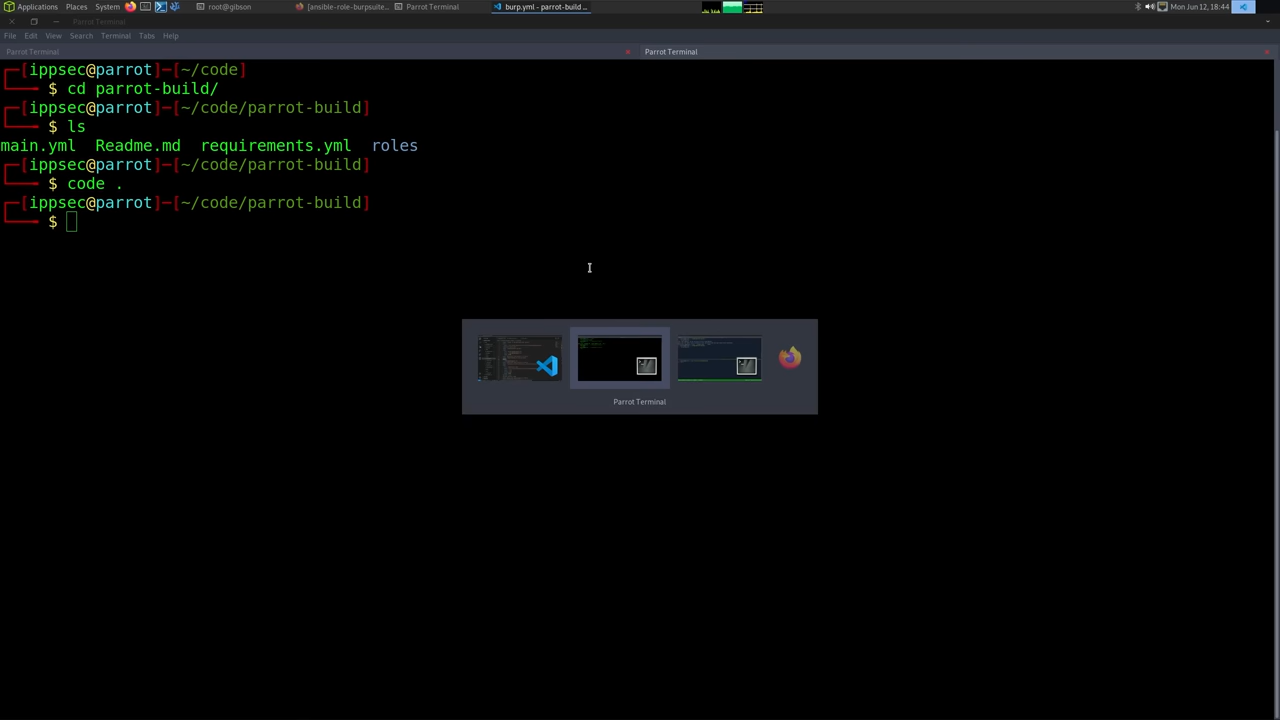 Applications Places System root@gibson [ansible-role-burpsuite... Parrot Terminal burp.yml - parrot-build ... Mon Jun 12, 18:44
Parrot Terminal
File Edit View Search Terminal Tabs Help
Parrot Terminal Parrot Terminal
┌─[ippsec@parrot]─[~/code]
└──╼ $ cd parrot-build/
┌─[ippsec@parrot]─[~/code/parrot-build]
└──╼ $ ls
main.yml Readme.md requirements.yml roles
┌─[ippsec@parrot]─[~/code/parrot-build]
└──╼ $ code .
┌─[ippsec@parrot]─[~/code/parrot-build]
└──╼ $
Parrot Terminal